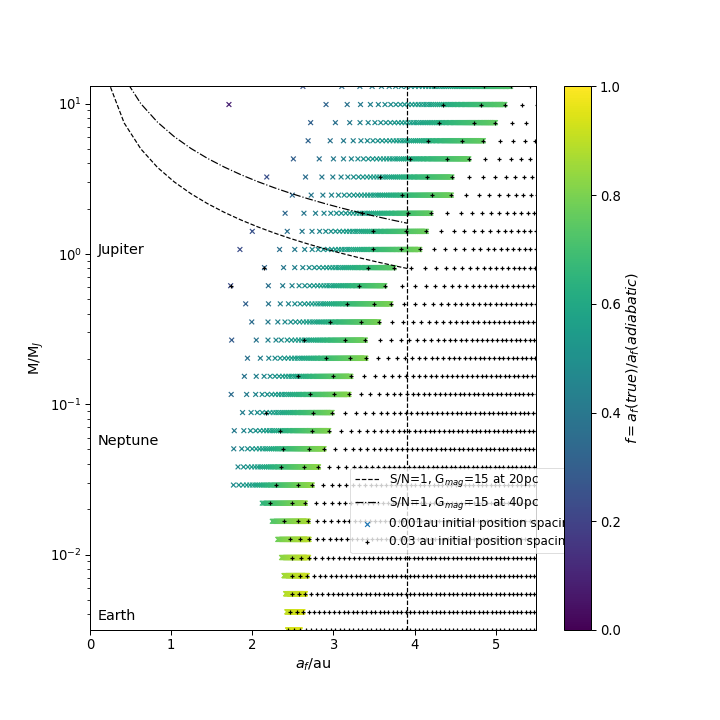 10¹
10⁰
10⁻¹
10⁻²
M/M_J
Jupiter
Neptune
Earth
S/N=1, G_mag=15 at 20pc
S/N=1, G_mag=15 at 40pc
0.001au initial position spacin
0.03 au initial position spacin
0 1 2 3 4 5
a_f/au
1.0
0.8
0.6
0.4
0.2
0.0
f = a_f(true)/a_f(adiabatic)